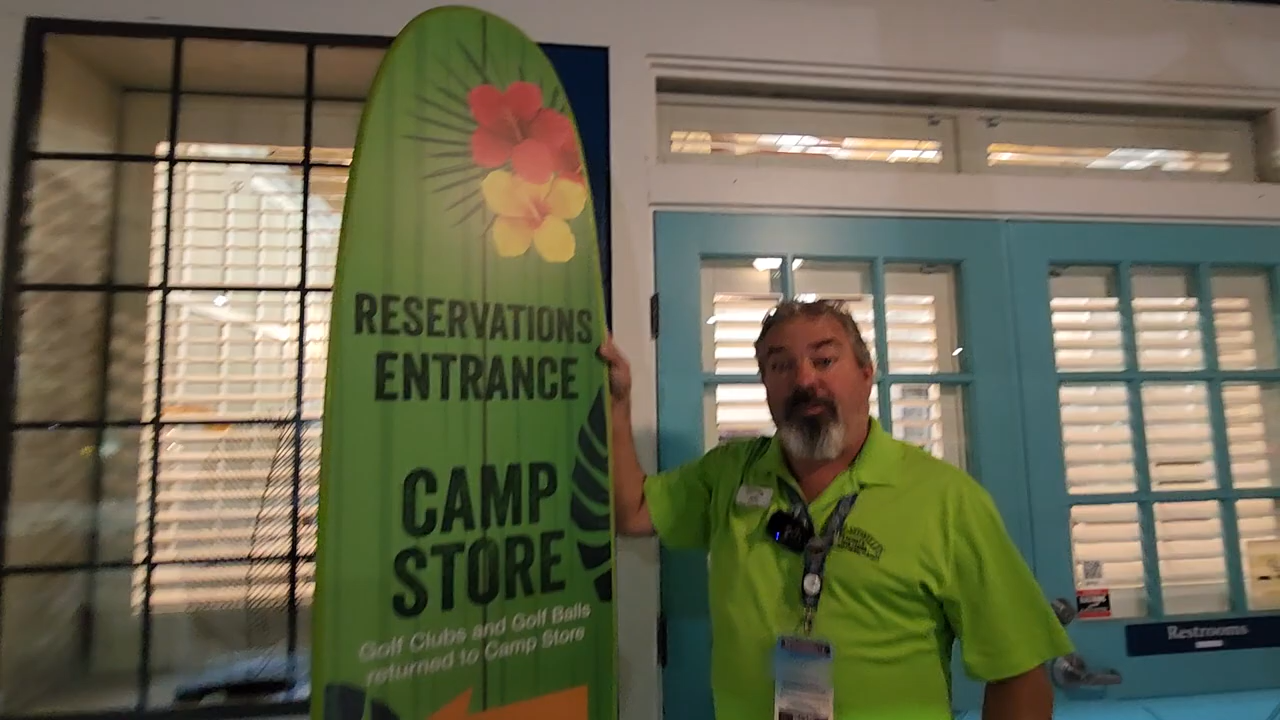 RESERVATIONS
ENTRANCE
CAMP
STORE
Golf Clubs and Golf Balls
returned to Camp Store
Restrooms